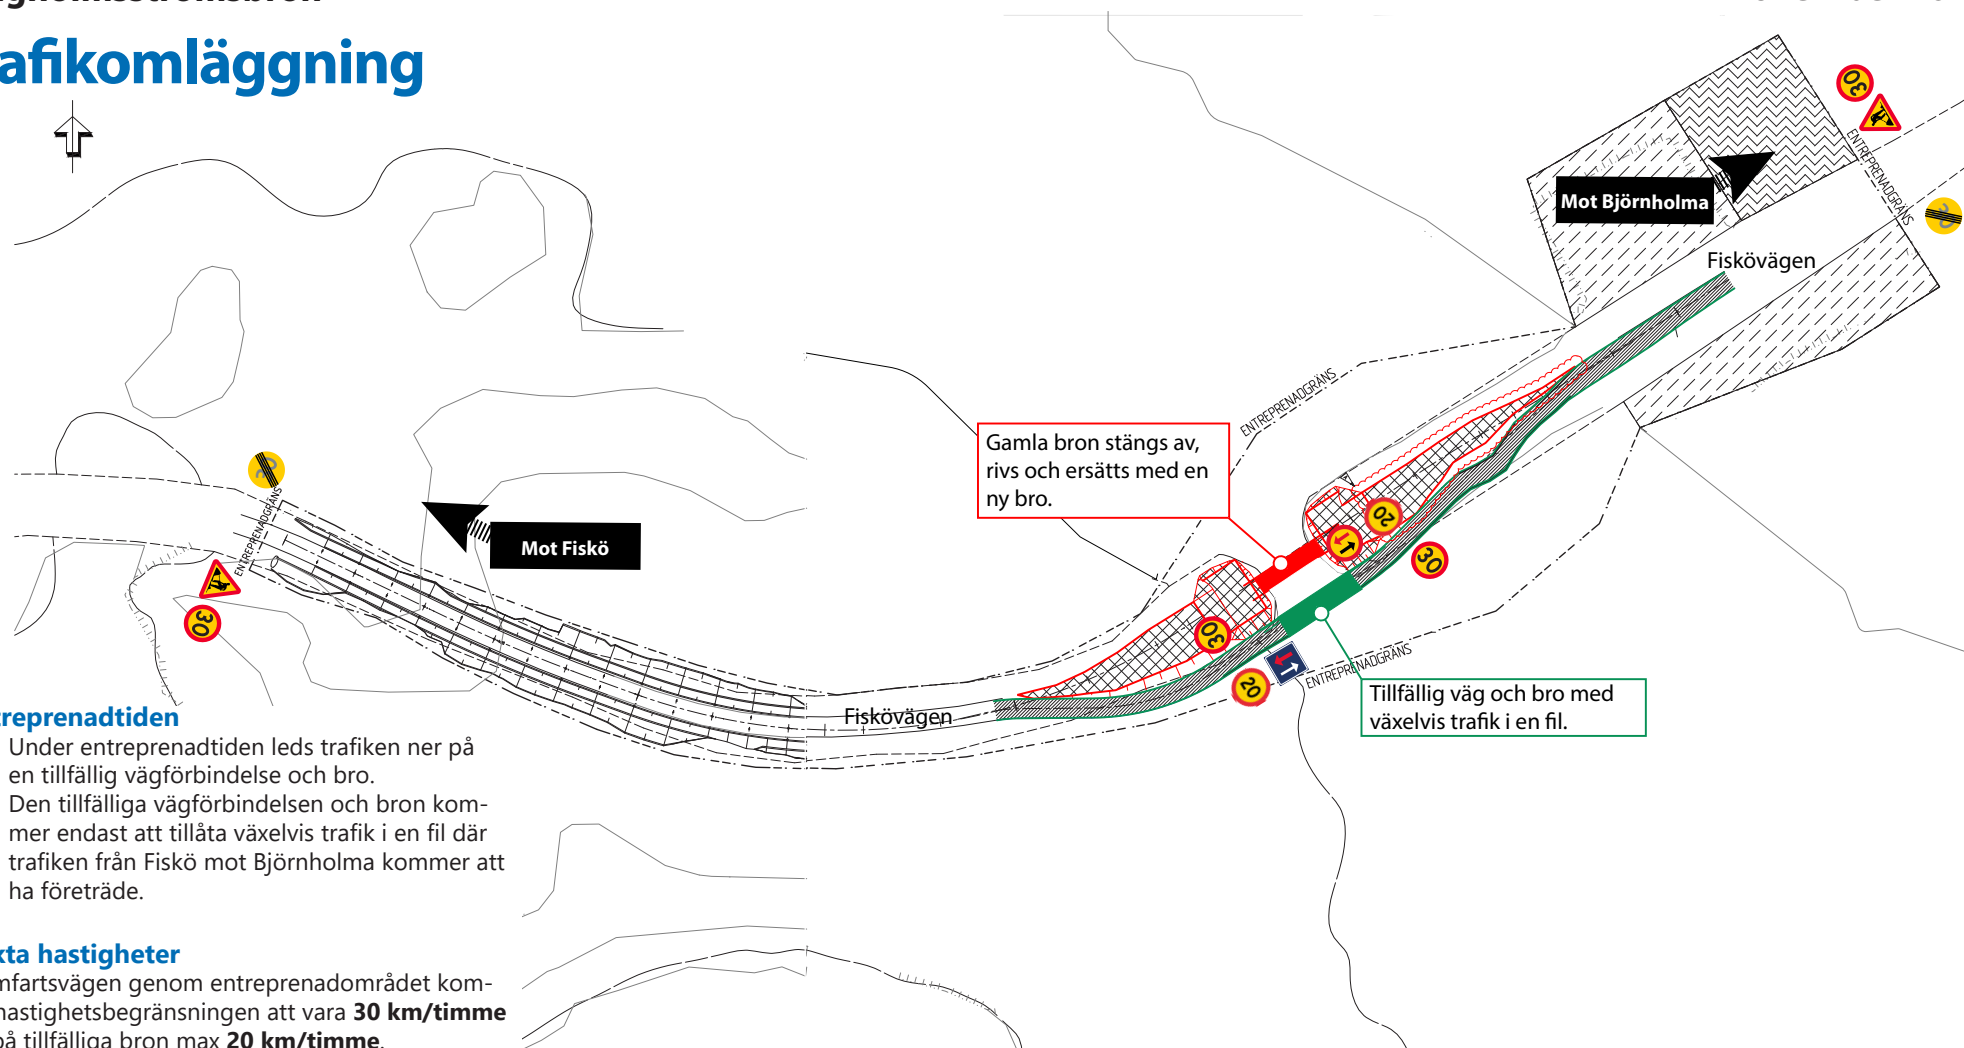 afikomläggning
Mot Björnholma
ENTREPRENADGRÄNS
30
Fiskövägen
ENTREPRENADGRÄNS
Gamla bron stängs av,
rivs och ersätts med en
ny bro.
ENTREPRENADGRÄNS
Mot Fiskö
20
30
30
30
20
ENTREPRENADGRÄNS
Tillfällig väg och bro med
växelvis trafik i en fil.
Fiskövägen
treprenadtiden
Under entreprenadtiden leds trafiken ner på
en tillfällig vägförbindelse och bro.
Den tillfälliga vägförbindelsen och bron kom-
mer endast att tillåta växelvis trafik i en fil där
trafiken från Fiskö mot Björnholma kommer att
ha företräde.
kta hastigheter
mfartsvägen genom entreprenadområdet kom-
hastighetsbegränsningen att vara 30 km/timme
på tillfälliga bron max 20 km/timme.